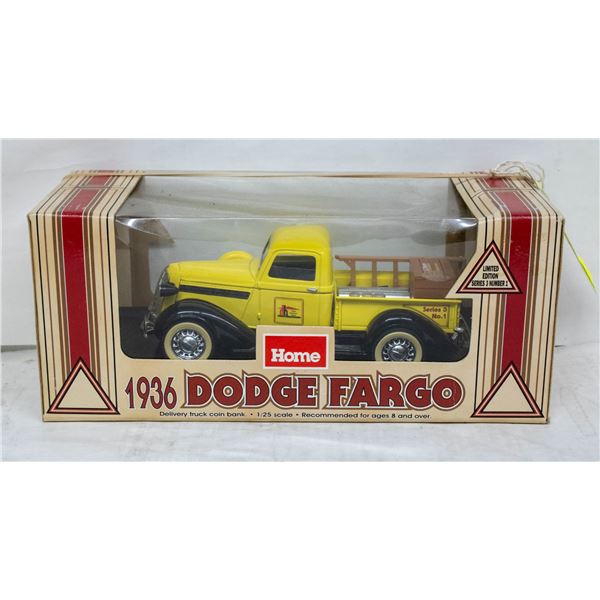 LIMITED
EDITION
SERIES 3 NUMBER 2
Series 3
No. 1
Home
1936 DODGE FARGO
Delivery truck coin bank. • 1:25 scale • Recommended for ages 8 and over.